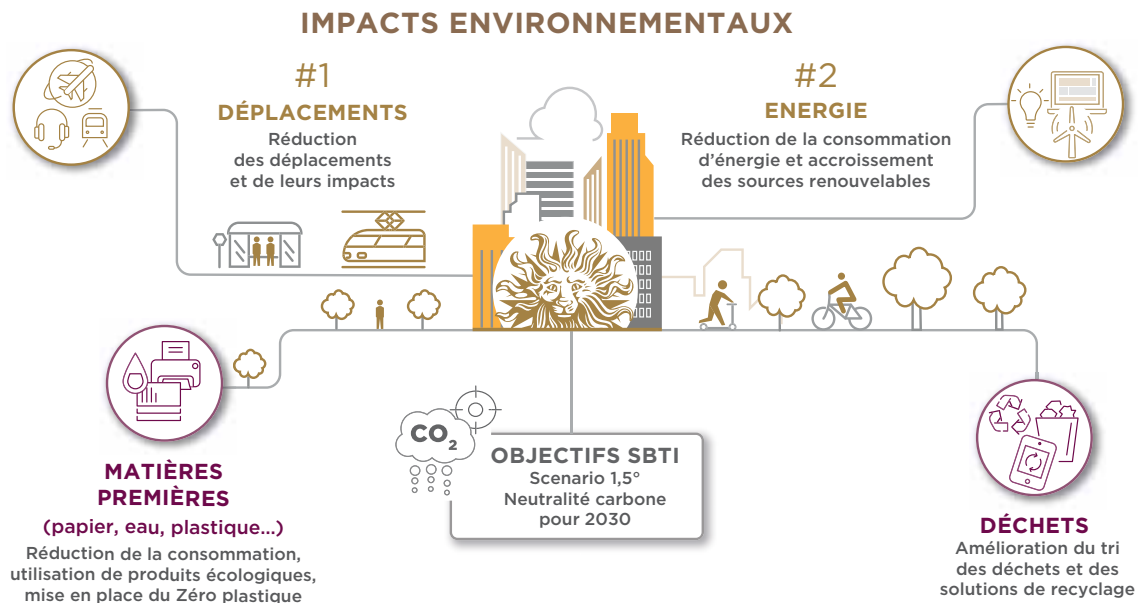 IMPACTS ENVIRONNEMENTAUX
#1
DÉPLACEMENTS
Réduction
des déplacements
et de leurs impacts
#2
ENERGIE
Réduction de la consommation
d'énergie et accroissement
des sources renouvelables
MATIÈRES
PREMIÈRES
(papier, eau, plastique...)
Réduction de la consommation,
utilisation de produits écologiques,
mise en place du Zéro plastique
CO2
OBJECTIFS SBTI
Scenario 1,5°
Neutralité carbone
pour 2030
DÉCHETS
Amélioration du tri
des déchets et des
solutions de recyclage